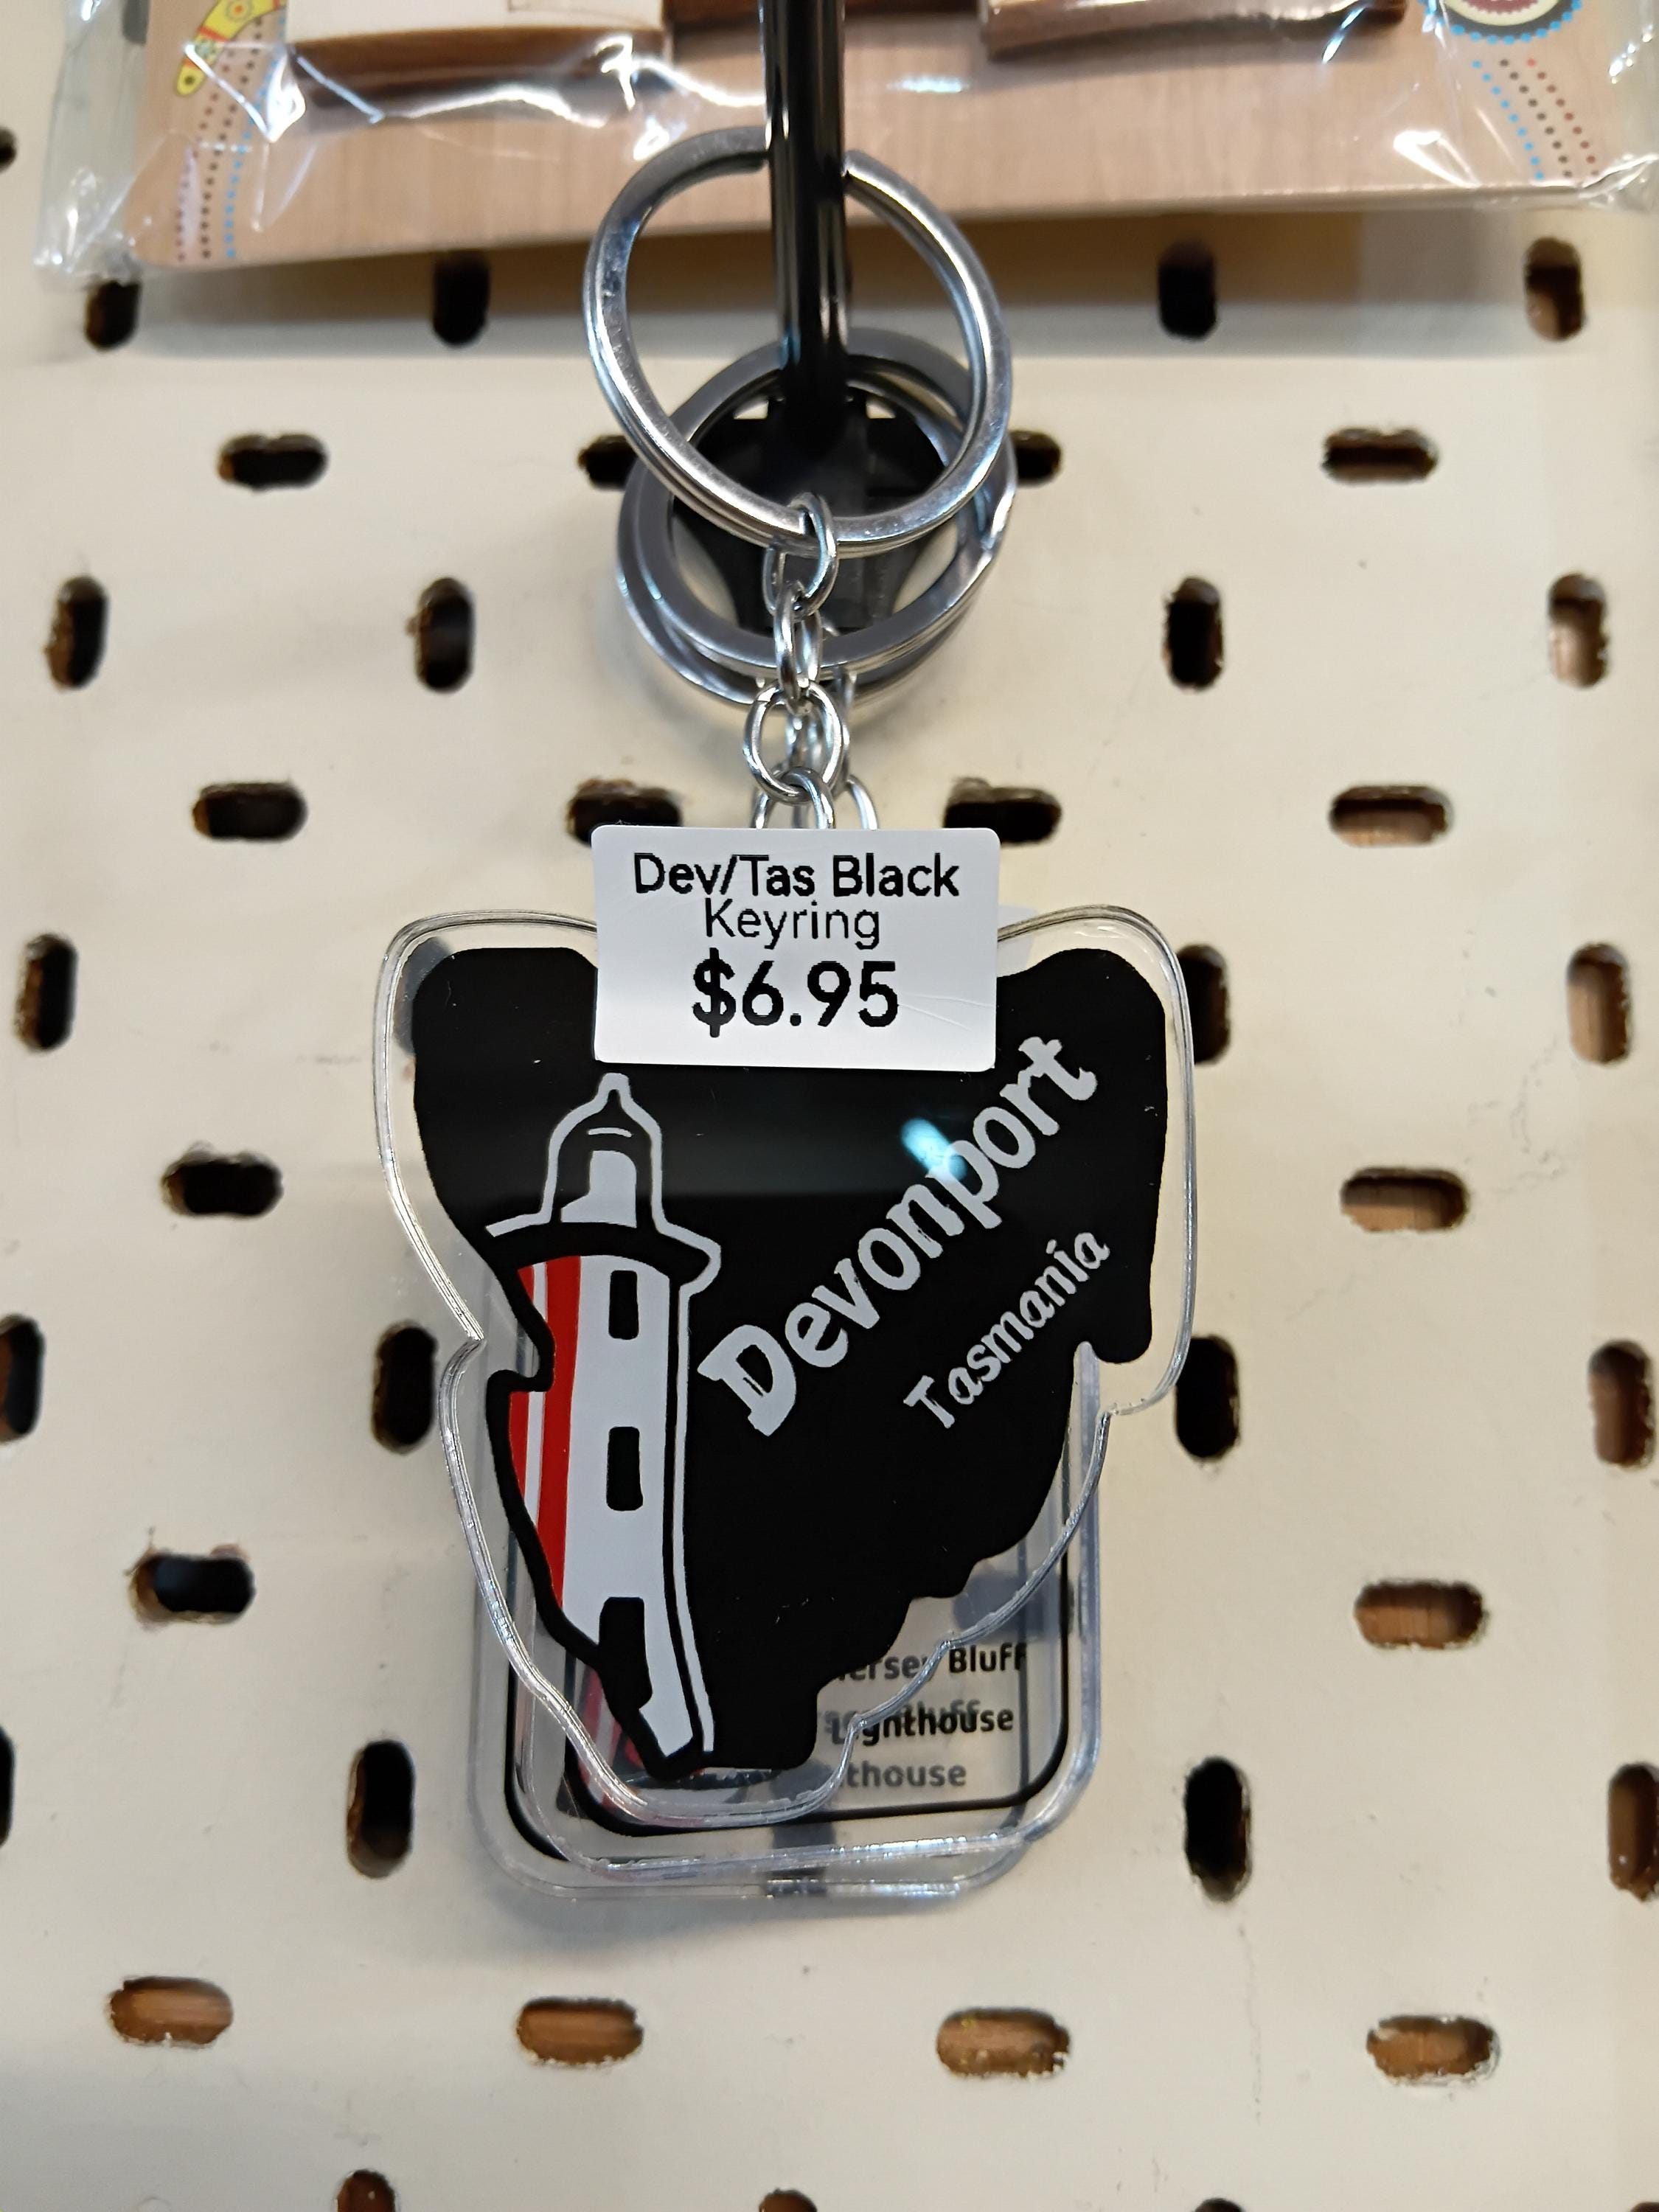 Dev/Tas Black
Keyring
$6.95
Devonport
Tasmania
Bluff
Lighthouse